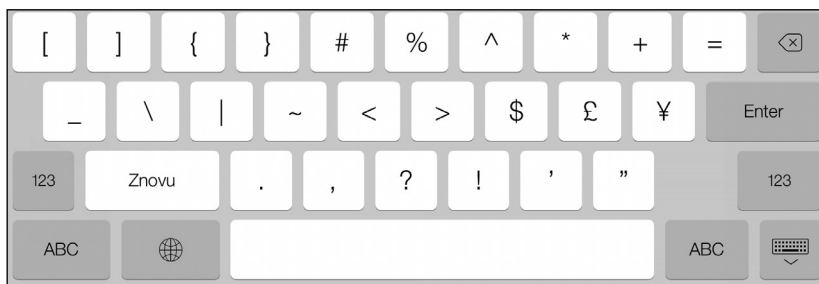 [ ] { } # % ^ * + =
_ \ | ~ < > $ £ ¥ Enter
123 Znovu . , ? ! ’ ” 123
ABC ABC